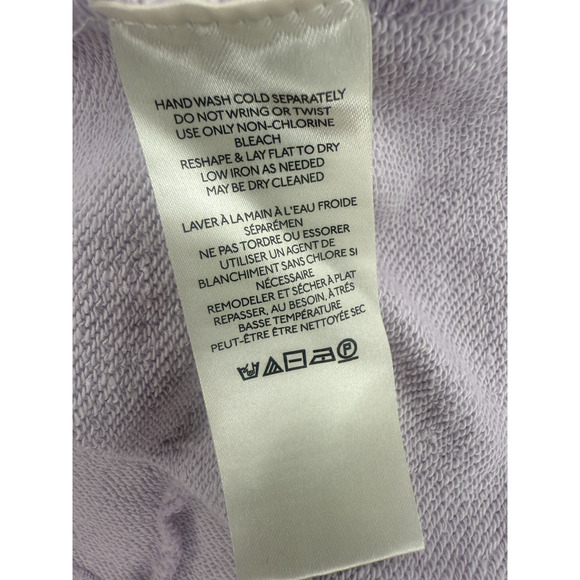 HAND WASH COLD SEPARATELY
DO NOT WRING OR TWIST
USE ONLY NON-CHLORINE
BLEACH
RESHAPE & LAY FLAT TO DRY
LOW IRON AS NEEDED
MAY BE DRY CLEANED
LAVER À LA MAIN À L'EAU FROIDE
SÉPARÉMEN
NE PAS TORDRE OU ESSORER
UTILISER UN AGENT DE
BLANCHIMENT SANS CHLORE SI
NÉCESSAIRE
REMODELER ET SÉCHER À PLAT
REPASSER, AU BESOIN, À TRÉS
BASSE TEMPÉRATURE
PEUT-ÊTRE ÊTRE NETTOYÉE SEC
P